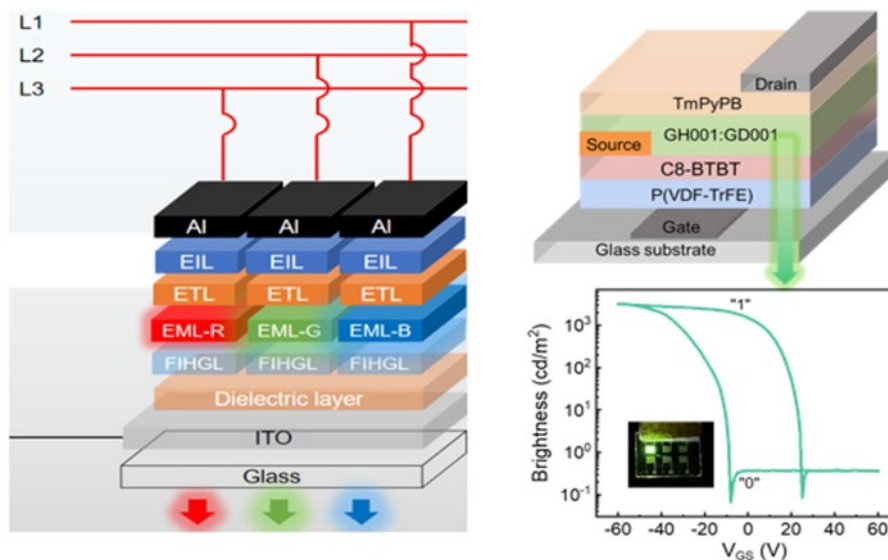 L1
L2
L3
Al Al Al
EIL EIL EIL
ETL ETL ETL
EML-R EML-G EML-B
FIHGL FIHGL FIHGL
Dielectric layer
ITO
Glass
Drain
TmPyPB
GH001:GD001
Source
C8-BTBT
P(VDF-TrFE)
Gate
Glass substrate
Brightness (cd/m²)
10³
10²
10¹
10⁰
10⁻¹
"1"
"0"
-60 -40 -20 0 20 40 60
V_GS (V)